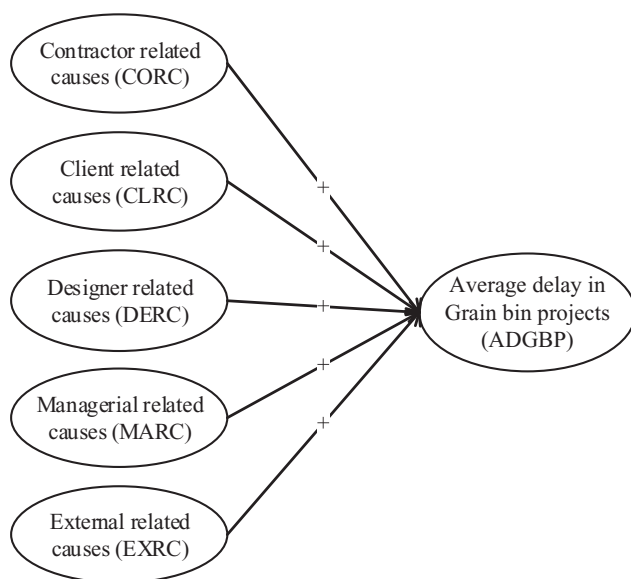 Contractor related
causes (CORC)
+
Client related
causes (CLRC)
+
Designer related
causes (DERC)
+
Average delay in
Grain bin projects
(ADGBP)
Managerial related
causes (MARC)
+
External related
causes (EXRC)
+